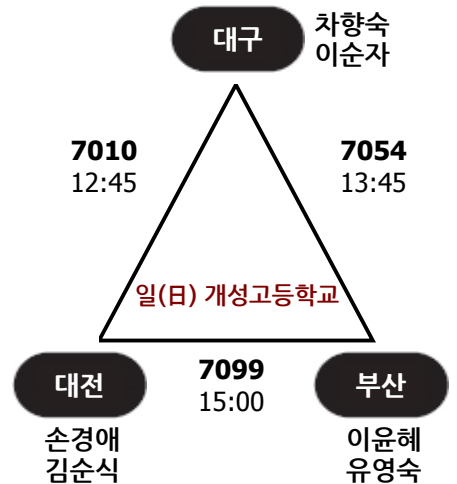 대구
차향숙
이순자
7010
12:45
7054
13:45
일(日) 개성고등학교
대전
7099
15:00
부산
손경애
김순식
이윤혜
유영숙